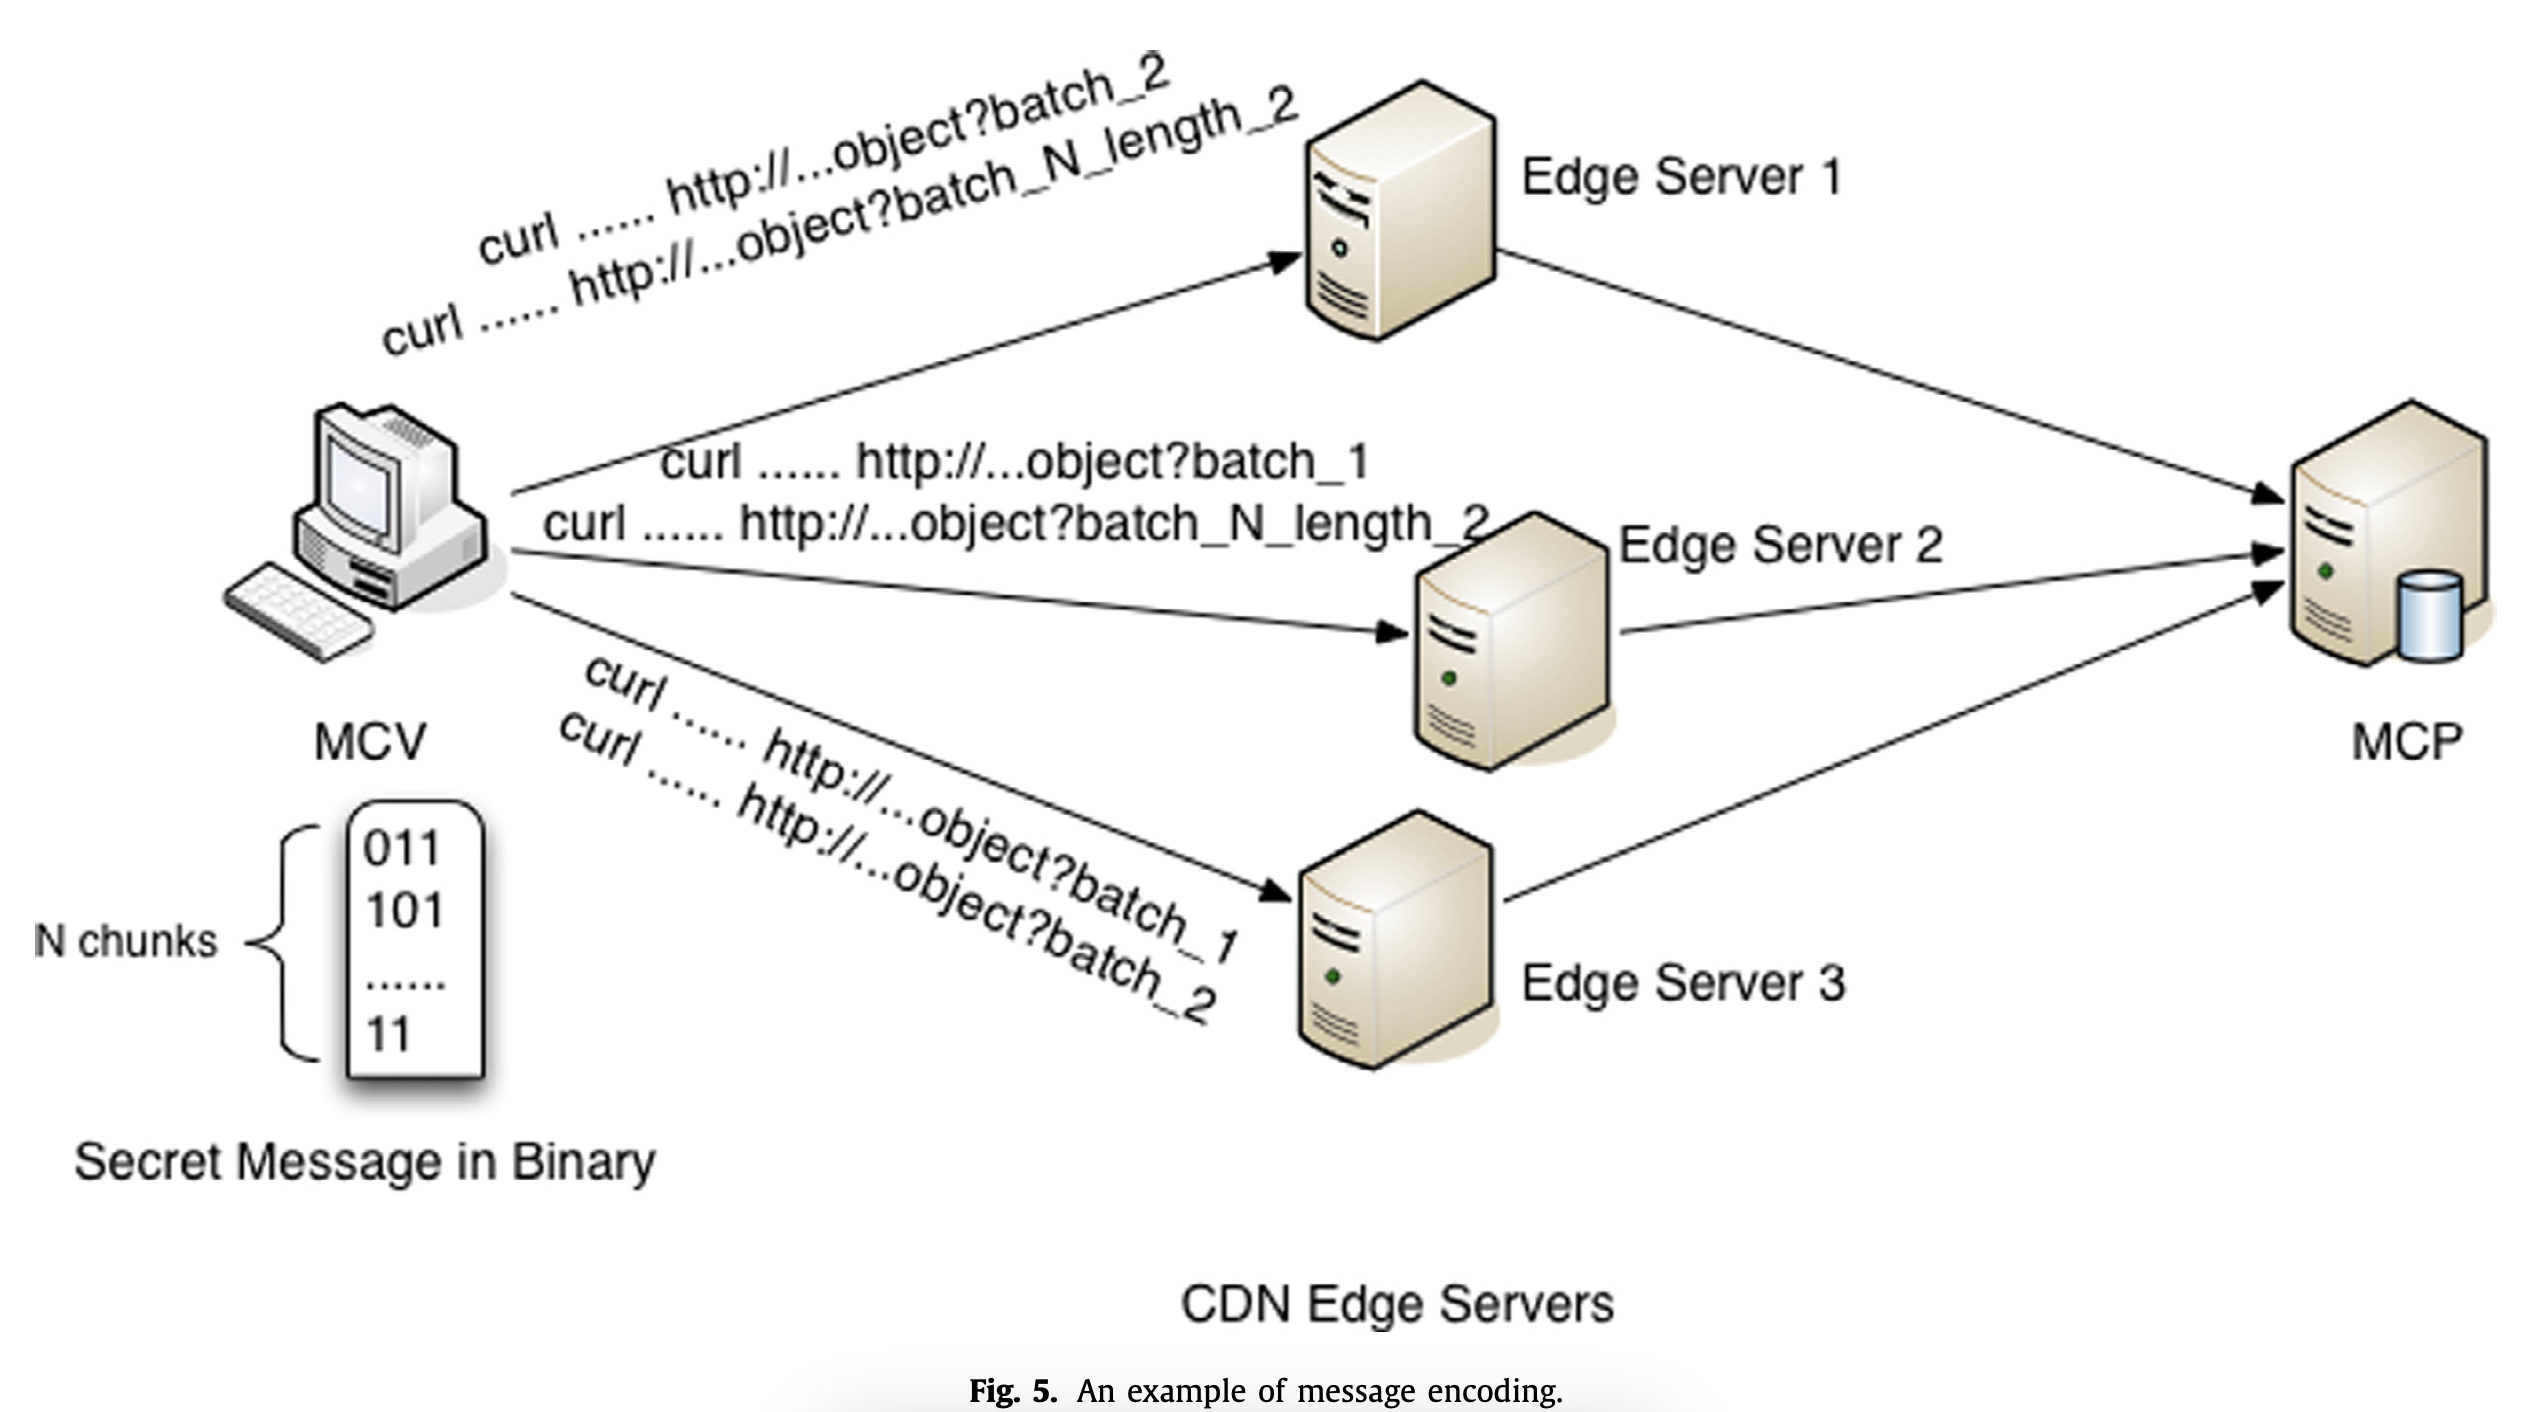 curl ...... http://...object?batch_2
curl ...... http://...object?batch_N_length_2
Edge Server 1
curl ...... http://...object?batch_1
curl ...... http://...object?batch_N_length_2
Edge Server 2
curl ...... http://...object?batch_1
curl ...... http://...object?batch_2
MCV
MCP
011
101
......
11
N chunks
Edge Server 3
Secret Message in Binary
CDN Edge Servers
Fig. 5. An example of message encoding.